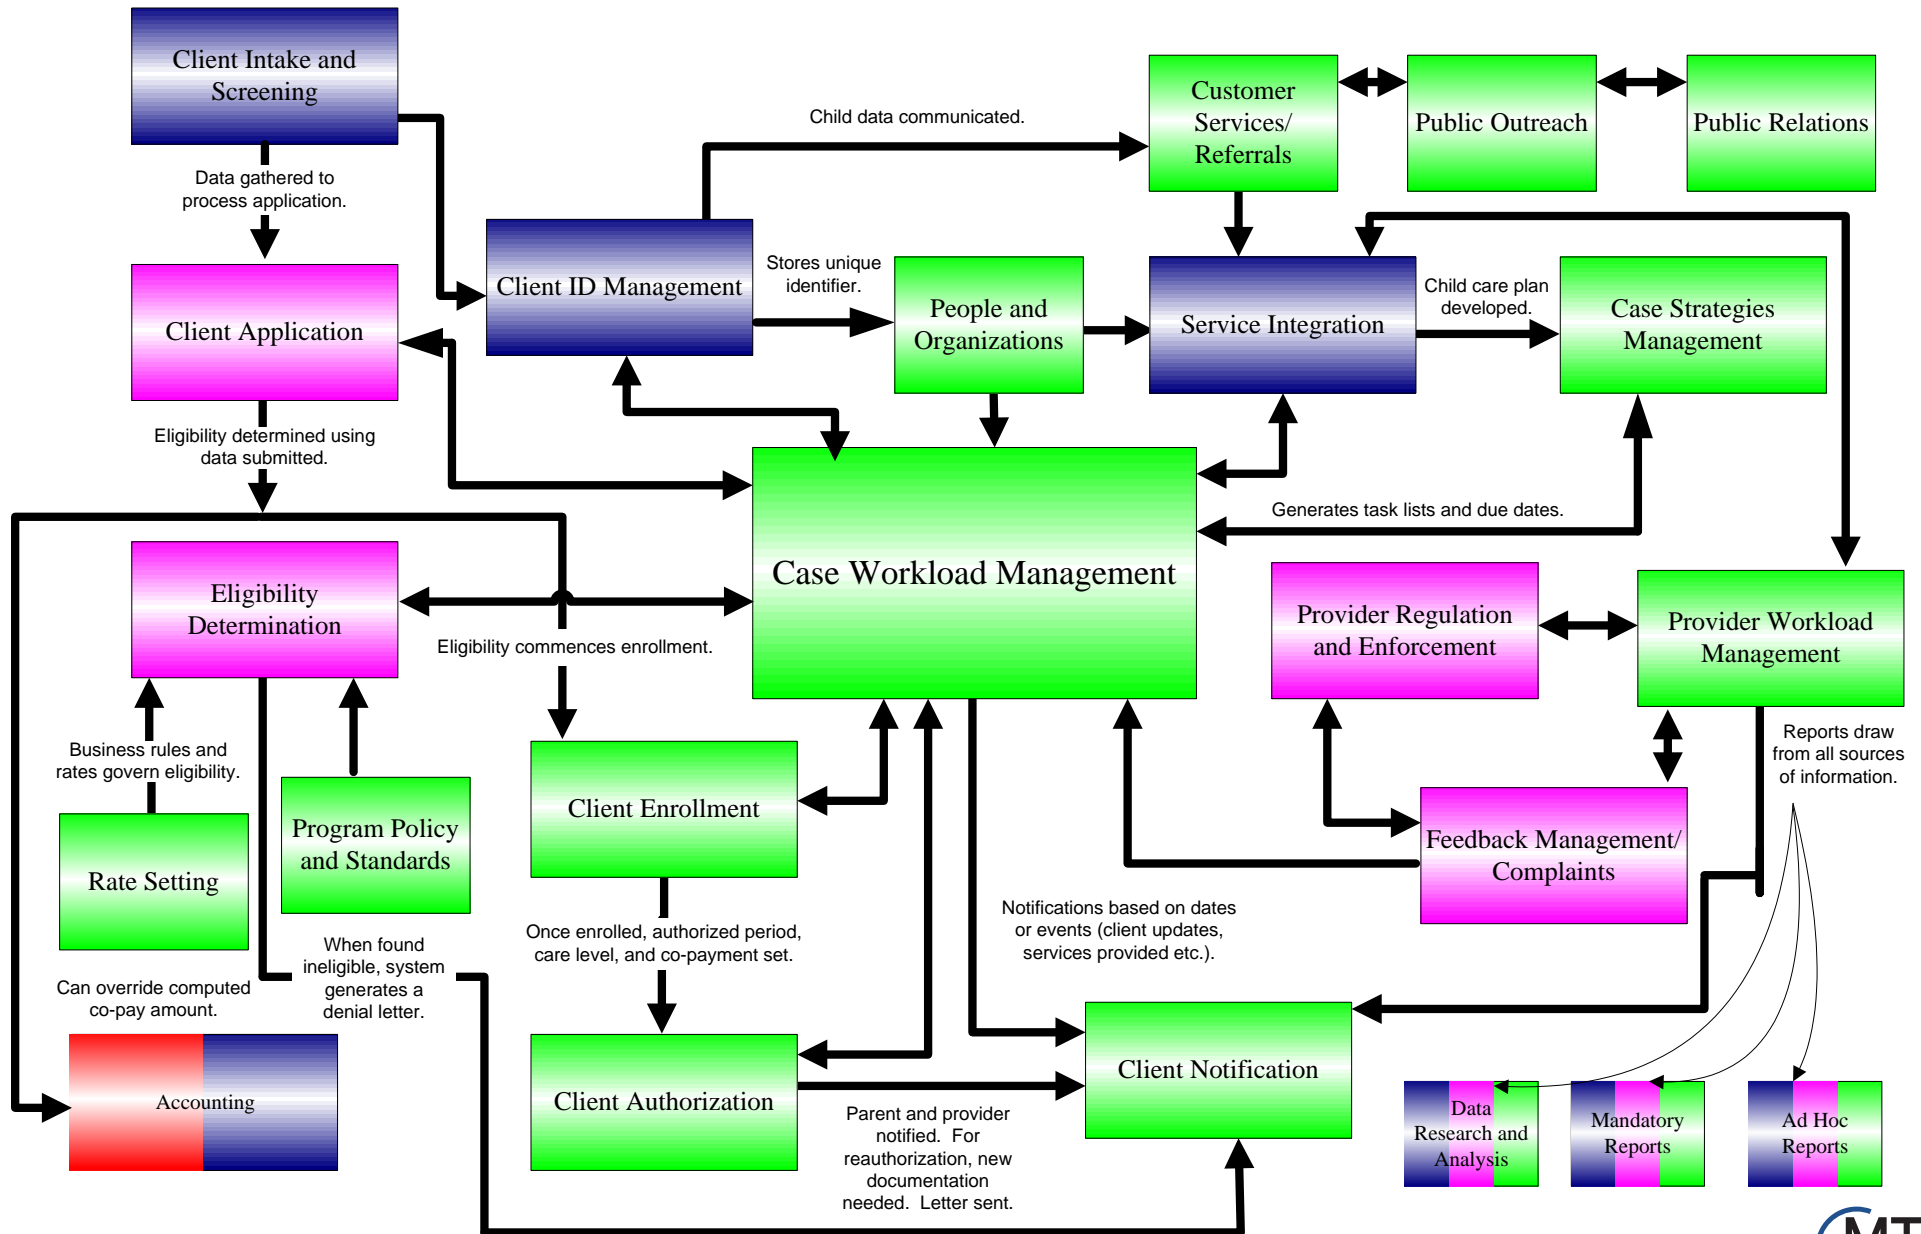 Client Intake and
Screening
Customer
Services/
Referrals
Public Outreach
Public Relations
Child data communicated.
Data gathered to
process application.
Client ID Management
Stores unique
identifier.
People and
Organizations
Service Integration
Child care plan
developed.
Case Strategies
Management
Client Application
Eligibility determined using
data submitted.
Case Workload Management
Generates task lists and due dates.
Eligibility
Determination
Eligibility commences enrollment.
Provider Regulation
and Enforcement
Provider Workload
Management
Business rules and
rates govern eligibility.
Reports draw
from all sources
of information.
Rate Setting
Program Policy
and Standards
Client Enrollment
Feedback Management/
Complaints
Once enrolled, authorized period,
care level, and co-payment set.
Notifications based on dates
or events (client updates,
services provided etc.).
When found
ineligible, system
generates a
denial letter.
Can override computed
co-pay amount.
Accounting
Client Authorization
Client Notification
Parent and provider
notified. For
reauthorization, new
documentation
needed. Letter sent.
Data
Research and
Analysis
Mandatory
Reports
Ad Hoc
Reports
MT